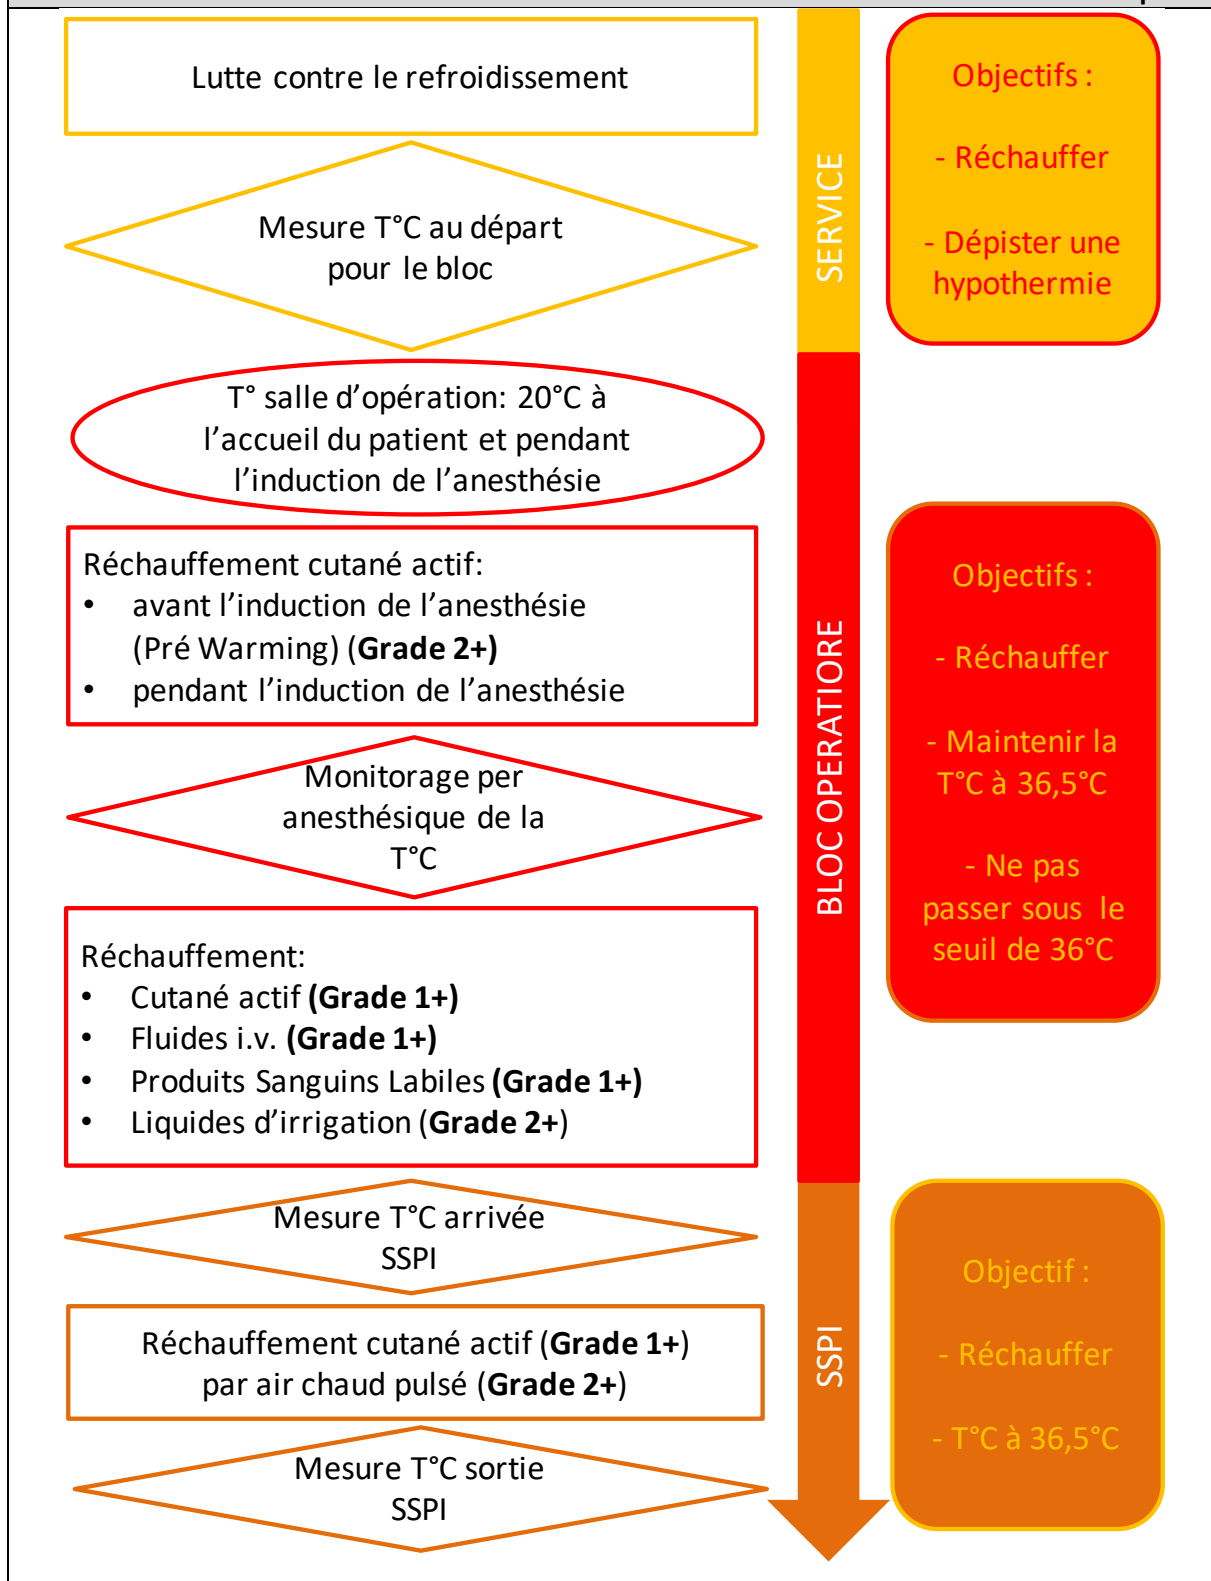 Lutte contre le refroidissement
Mesure T°C au départ
pour le bloc
SERVICE
Objectifs :
- Réchauffer
- Dépister une
hypothermie
T° salle d’opération: 20°C à
l’accueil du patient et pendant
l’induction de l’anesthésie
Réchauffement cutané actif:
• avant l’induction de l’anesthésie
(Pré Warming) (Grade 2+)
• pendant l’induction de l’anesthésie
Monitorage per
anesthésique de la
T°C
Réchauffement:
• Cutané actif (Grade 1+)
• Fluides i.v. (Grade 1+)
• Produits Sanguins Labiles (Grade 1+)
• Liquides d’irrigation (Grade 2+)
BLOC OPERATIORE
Objectifs :
- Réchauffer
- Maintenir la
T°C à 36,5°C
- Ne pas
passer sous le
seuil de 36°C
Mesure T°C arrivée
SSPI
Réchauffement cutané actif (Grade 1+)
par air chaud pulsé (Grade 2+)
Mesure T°C sortie
SSPI
SSPI
Objectif :
- Réchauffer
- T°C à 36,5°C